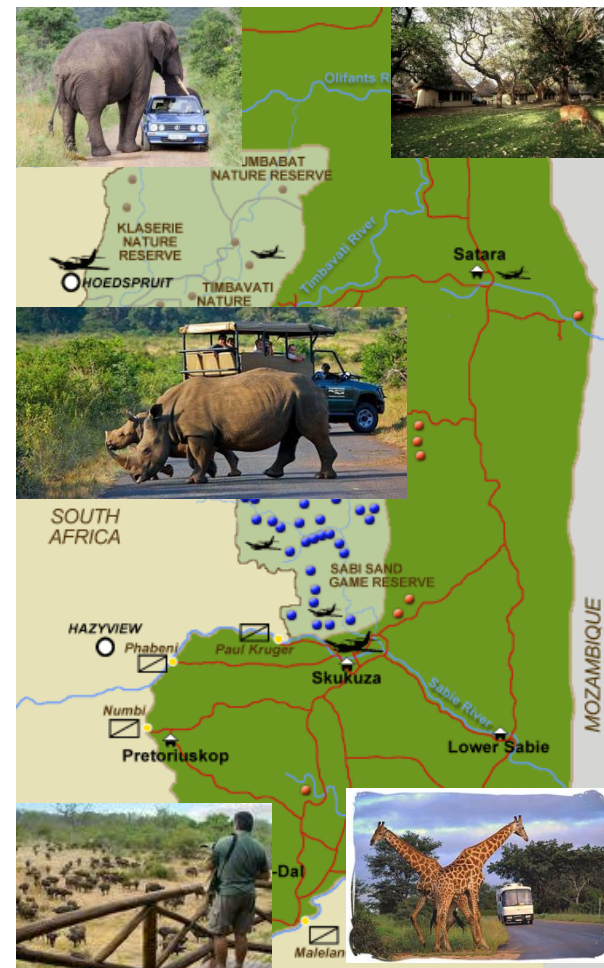 Olifants R
UMBABAT
NATURE RESERVE
KLASERIE
NATURE
RESERVE
Timbavati River
Satara
HOEDSPRUIT
TIMBAVATI
NATURE
SOUTH
AFRICA
SABI SAND
GAME RESERVE
MOZAMBIQUE
HAZYVIEW
Phabeni
Paul Kruger
Skukuza
Sabie River
Numbi
Pretoriuskop
Lower Sabie
-Dal
Malelan